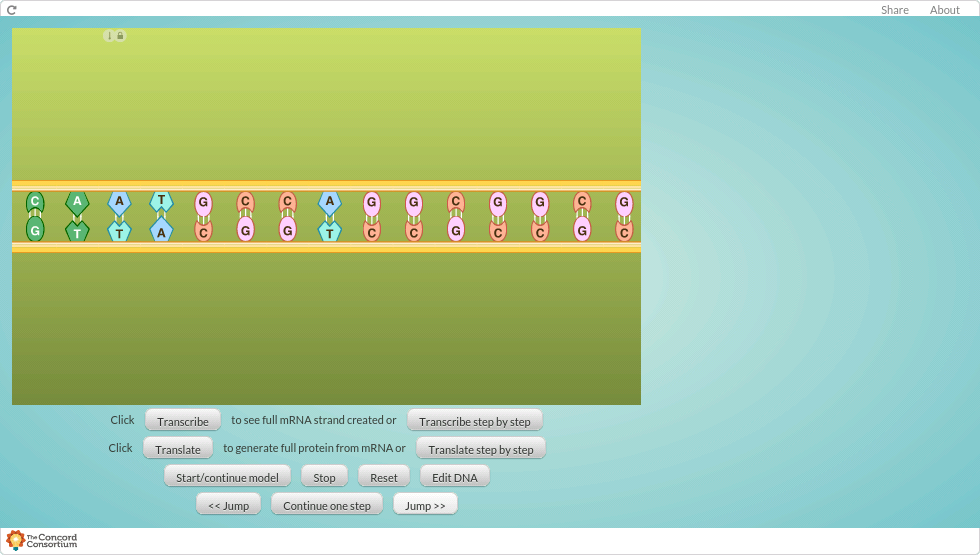 Share About
C A A T G C C A G G C G G C G
G T T A C G G T C C G C C G C
Click Transcribe to see full mRNA strand created or Transcribe step by step
Click Translate to generate full protein from mRNA or Translate step by step
Start/continue model Stop Reset Edit DNA
<< Jump Continue one step Jump >>
The Concord
Consortium